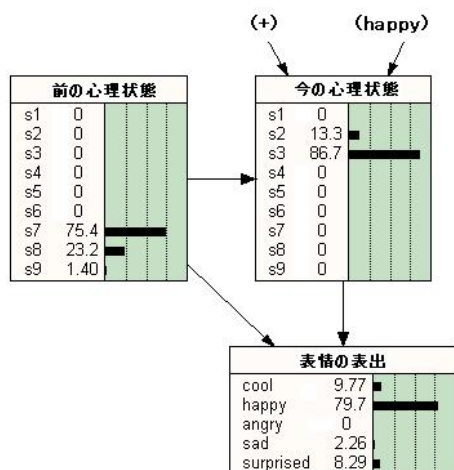 (+)
(happy)
前の心理状態
s1 0
s2 0
s3 0
s4 0
s5 0
s6 0
s7 75.4
s8 23.2
s9 1.40
今の心理状態
s1 0
s2 13.3
s3 86.7
s4 0
s5 0
s6 0
s7 0
s8 0
s9 0
表情の表出
cool 9.77
happy 79.7
angry 0
sad 2.26
surprised 8.29